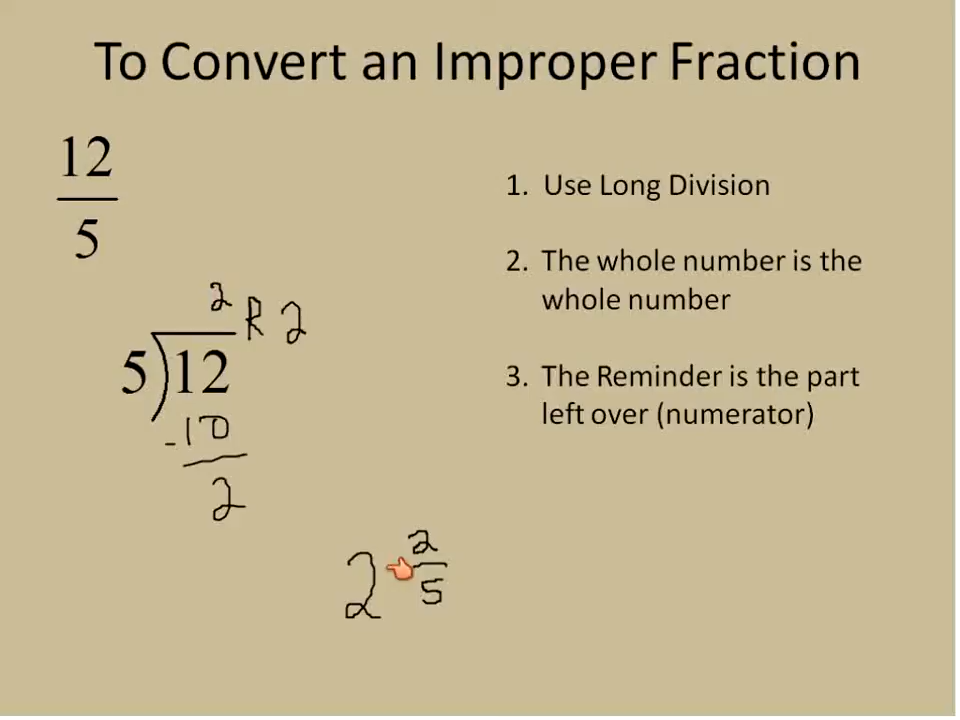 To Convert an Improper Fraction
12
5
1. Use Long Division
2. The whole number is the
whole number
3. The Reminder is the part
left over (numerator)
2 R 2
5)12
-10
2
2 2/5